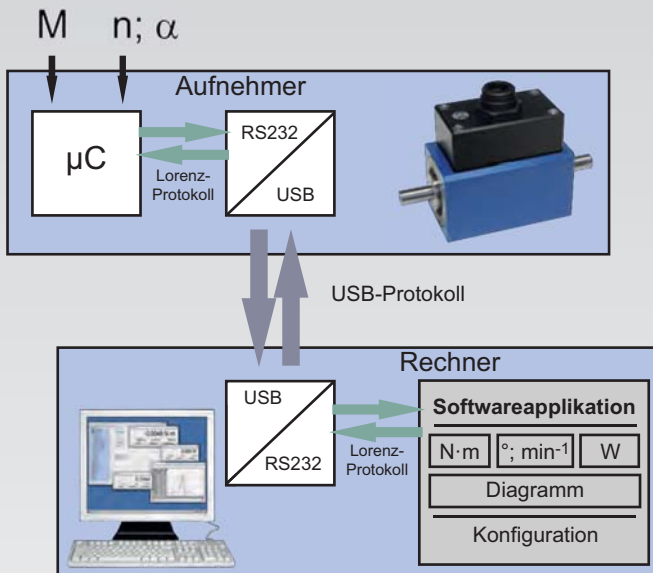 M n; α
Aufnehmer
µC
RS232
USB
Lorenz-
Protokoll
USB-Protokoll
Rechner
USB
RS232
Lorenz-
Protokoll
Softwareapplikation
N·m °; min-1 W
Diagramm
Konfiguration